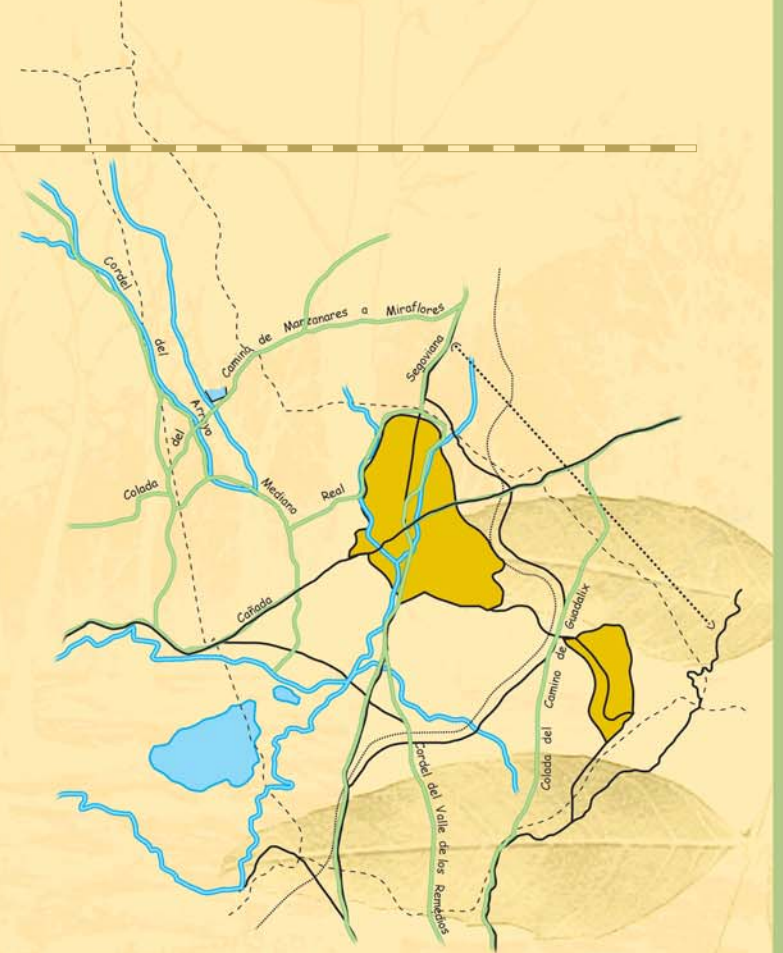 Cordel del Arroyo Mediano
Camino de Manzanares a Miraflores
Segoviana
Colada del
Cañada Real
Colada del Camino de Guadalix
Cordel del Valle de los Remedios